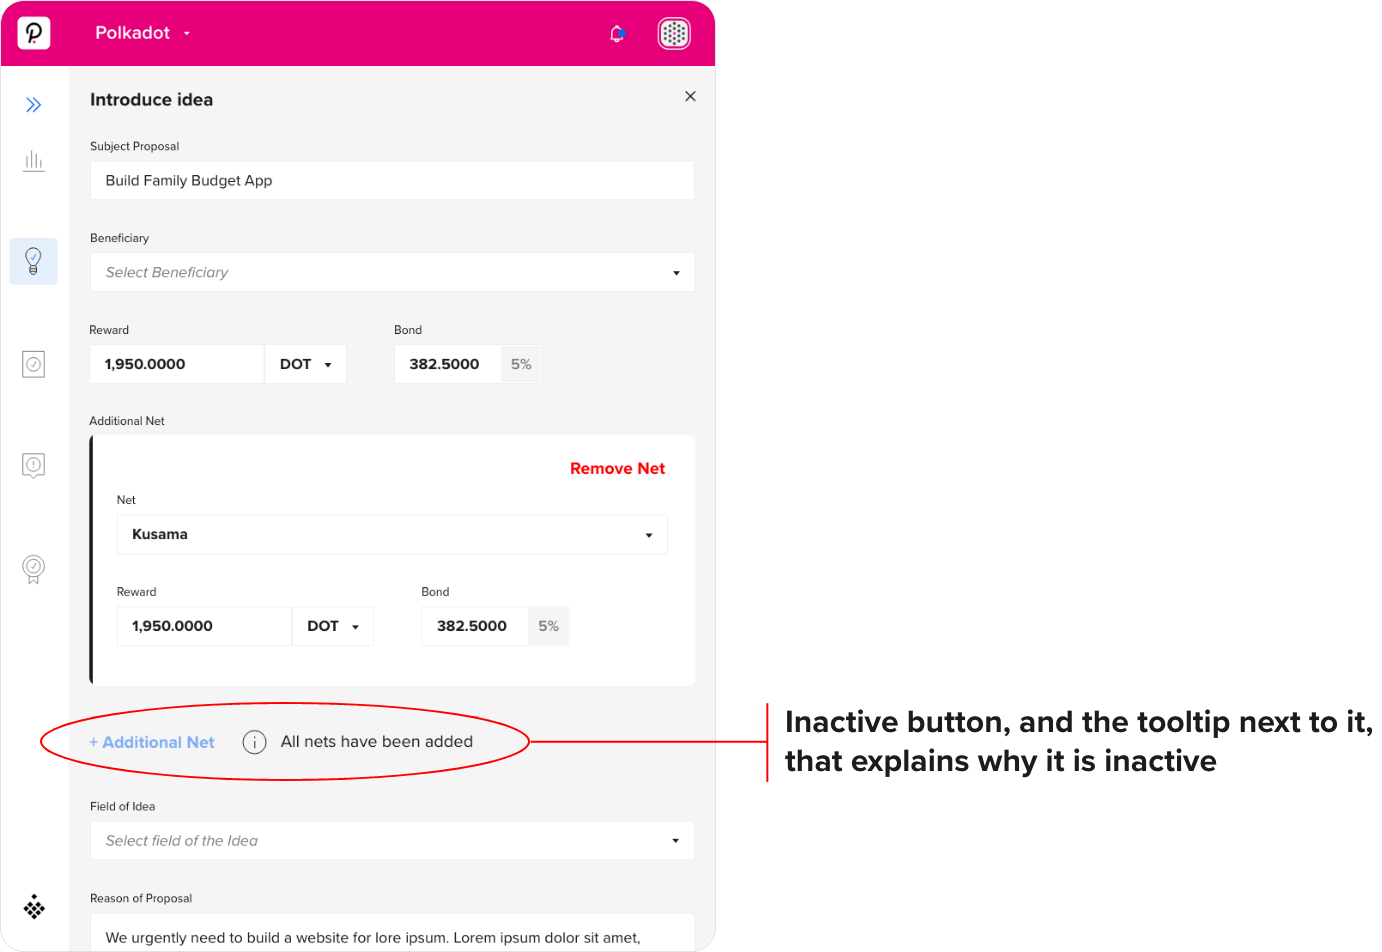 Polkadot
Introduce idea
Subject Proposal
Build Family Budget App
Beneficiary
Select Beneficiary
Reward
Bond
1,950.0000
DOT
382.5000
5%
Additional Net
Remove Net
Net
Kusama
Reward
Bond
1,950.0000
DOT
382.5000
5%
+ Additional Net
All nets have been added
Inactive button, and the tooltip next to it,
that explains why it is inactive
Field of Idea
Select field of the Idea
Reason of Proposal
We urgently need to build a website for lore ipsum. Lorem ipsum dolor sit amet,